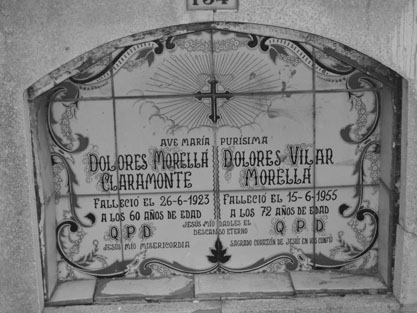 134
AVE MARÍA PURISIMA
DOLORES MORELLÁ
CLARAMONTE
FALLECIÓ EL 26-6-1923
A LOS 60 AÑOS DE EDAD
Q P D
JESÚS MÍO MISERICORDIA
DOLORES VILAR
MORELLÁ
FALLECIÓ EL 15-6-1955
A LOS 72 AÑOS DE EDAD
JESÚS MÍO DADLES EL
DESCANSO ETERNO
Q P D
SAGRADO CORAZÓN DE JESÚS EN VOS CONFÍO